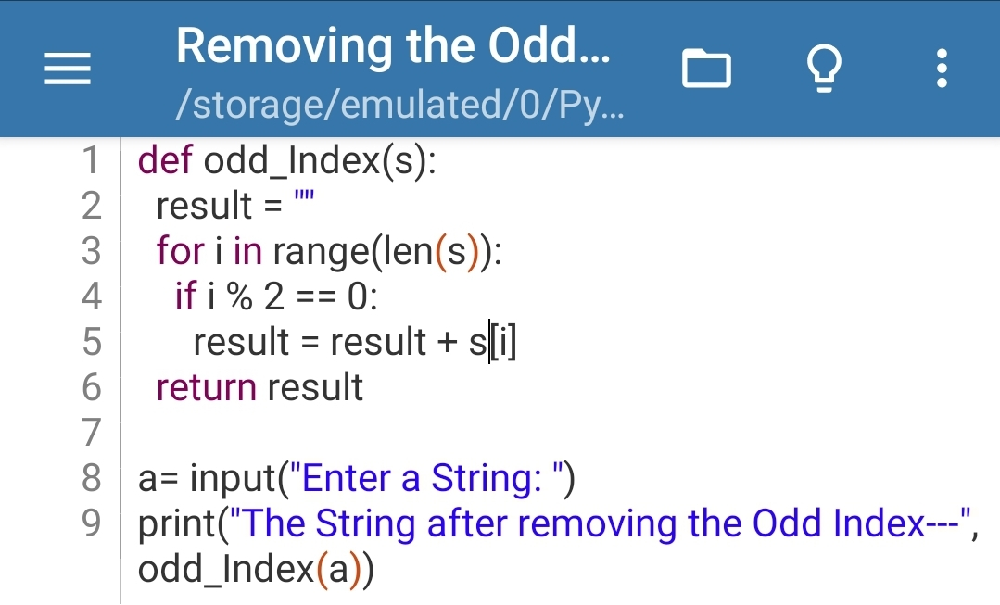 Removing the Odd...
/storage/emulated/0/Py...
1 def odd_Index(s):
2  result = ""
3  for i in range(len(s)):
4   if i % 2 == 0:
5    result = result + s[i]
6  return result
7
8 a= input("Enter a String: ")
9 print("The String after removing the Odd Index---",
odd_Index(a))